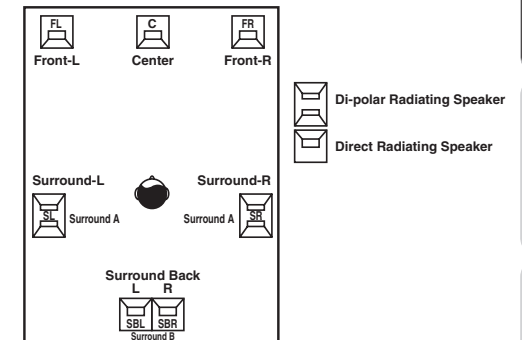 FL C FR
Front-L Center Front-R
Di-polar Radiating Speaker
Direct Radiating Speaker
Surround-L Surround-R
SL Surround A Surround A SR
Surround Back
L R
SBL SBR
Surround B